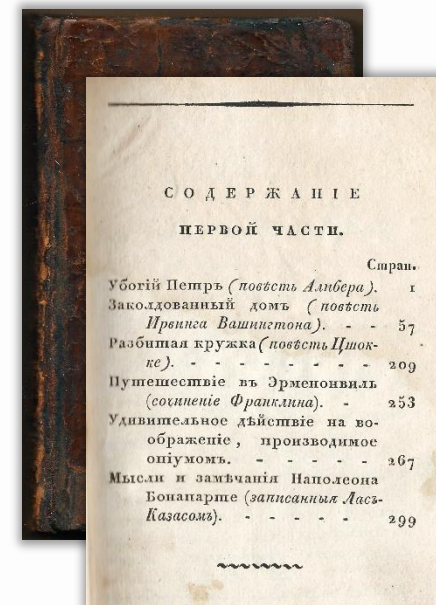 СОДЕРЖАНІЕ
ПЕРВОЙ ЧАСТИ.
Стран.
Убогій Петръ (повѣсть Алибера). 1
Заколдованный домъ (повѣсть
Ирвинга Вашингтона). - - 57
Разбитая кружка (повѣсть Цшок-
ке). - - - - - - - - 209
Путешествіе въ Эрменонвиль
(сочиненіе Франклина). - 253
Удивительное дѣйствіе на во-
ображеніе, производимое
опіумомъ. - - - - - 267
Мысли и замѣчанія Наполеона
Бонапарте (записанныя Ласъ-
Казасомъ). - - - - - 299